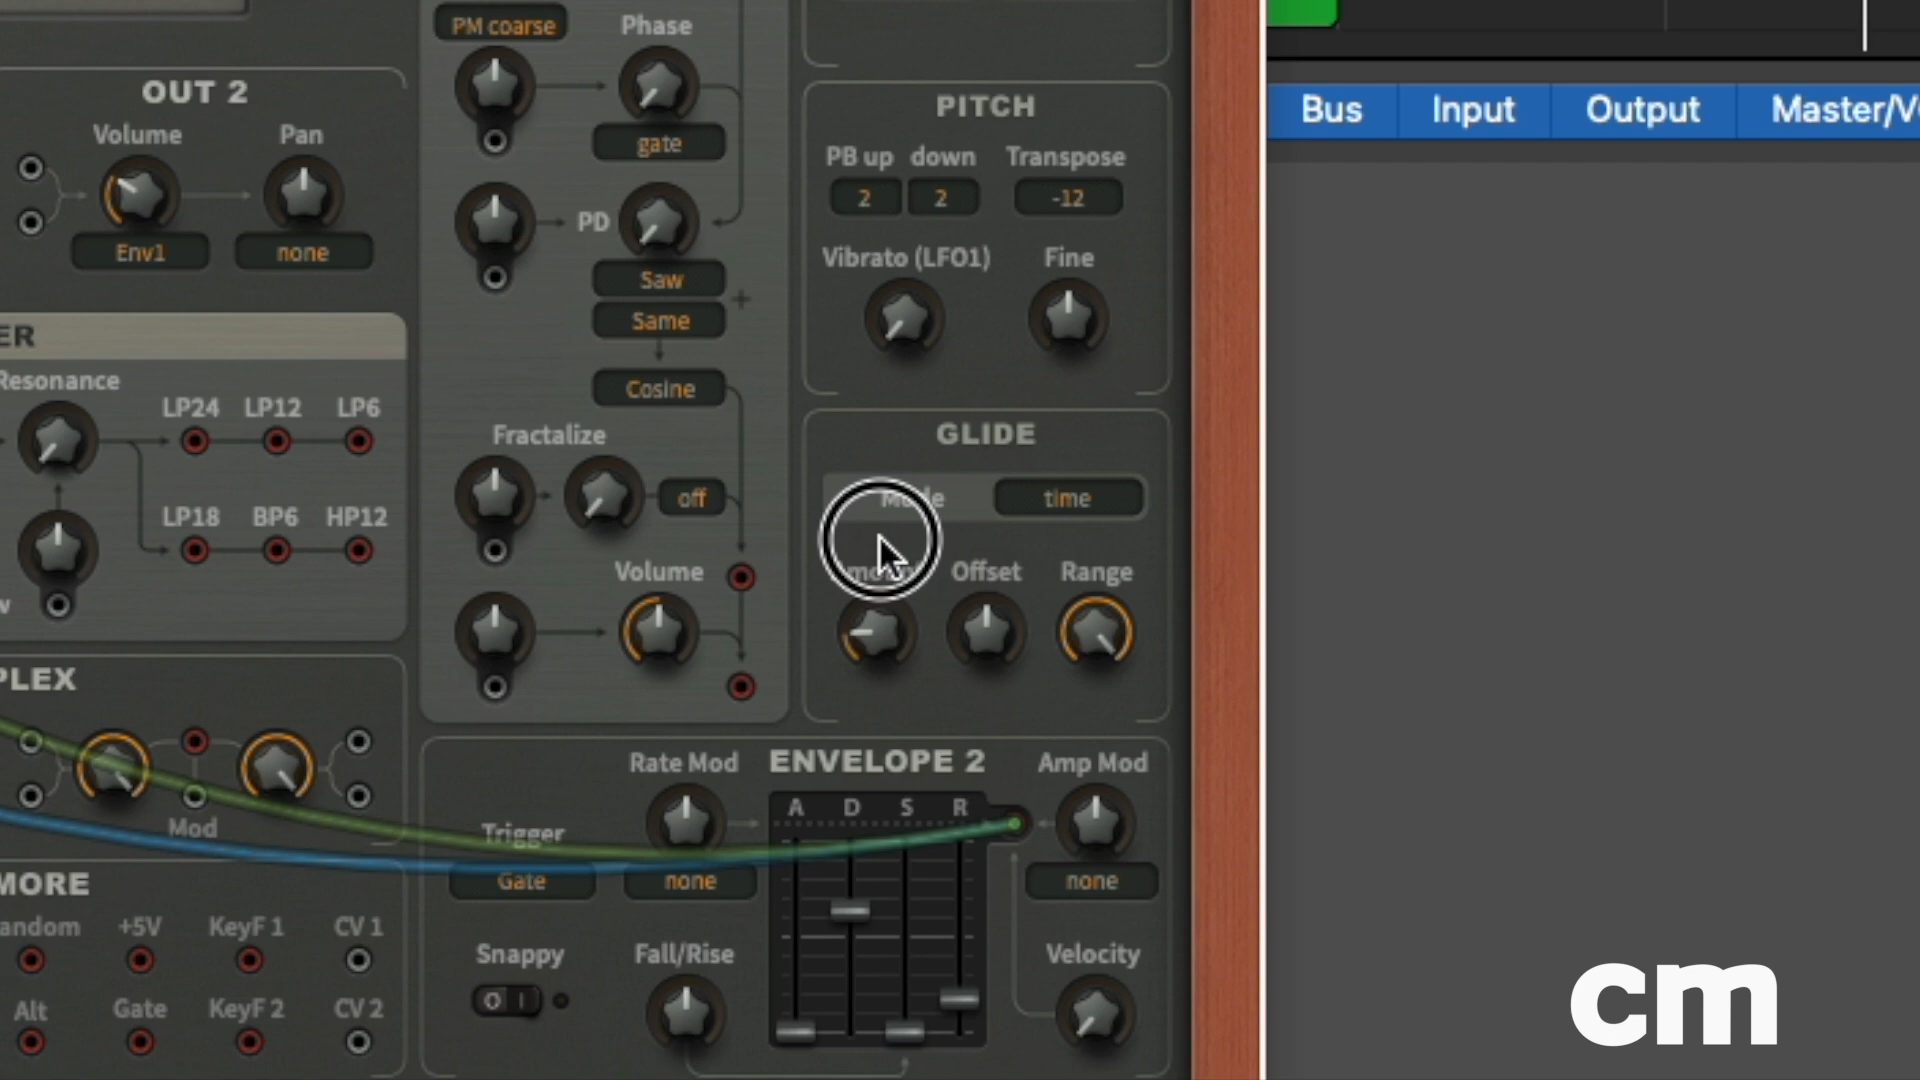 PM coarse
Phase
gate
PD
Saw
Same
Cosine
Fractalize
off
Volume
OUT 2
Volume
Pan
Env1
none
ER
Resonance
LP24
LP12
LP6
LP18
BP6
HP12
PLEX
Mod
MORE
andom
+5V
KeyF 1
CV 1
Alt
Gate
KeyF 2
CV 2
PITCH
PB up
down
Transpose
2
2
-12
Vibrato (LFO1)
Fine
GLIDE
Mode
time
Offset
Range
ENVELOPE 2
Rate Mod
Amp Mod
A D S R
Trigger
Gate
none
none
Snappy
O I
Fall/Rise
Velocity
Bus
Input
Output
Master/V
cm